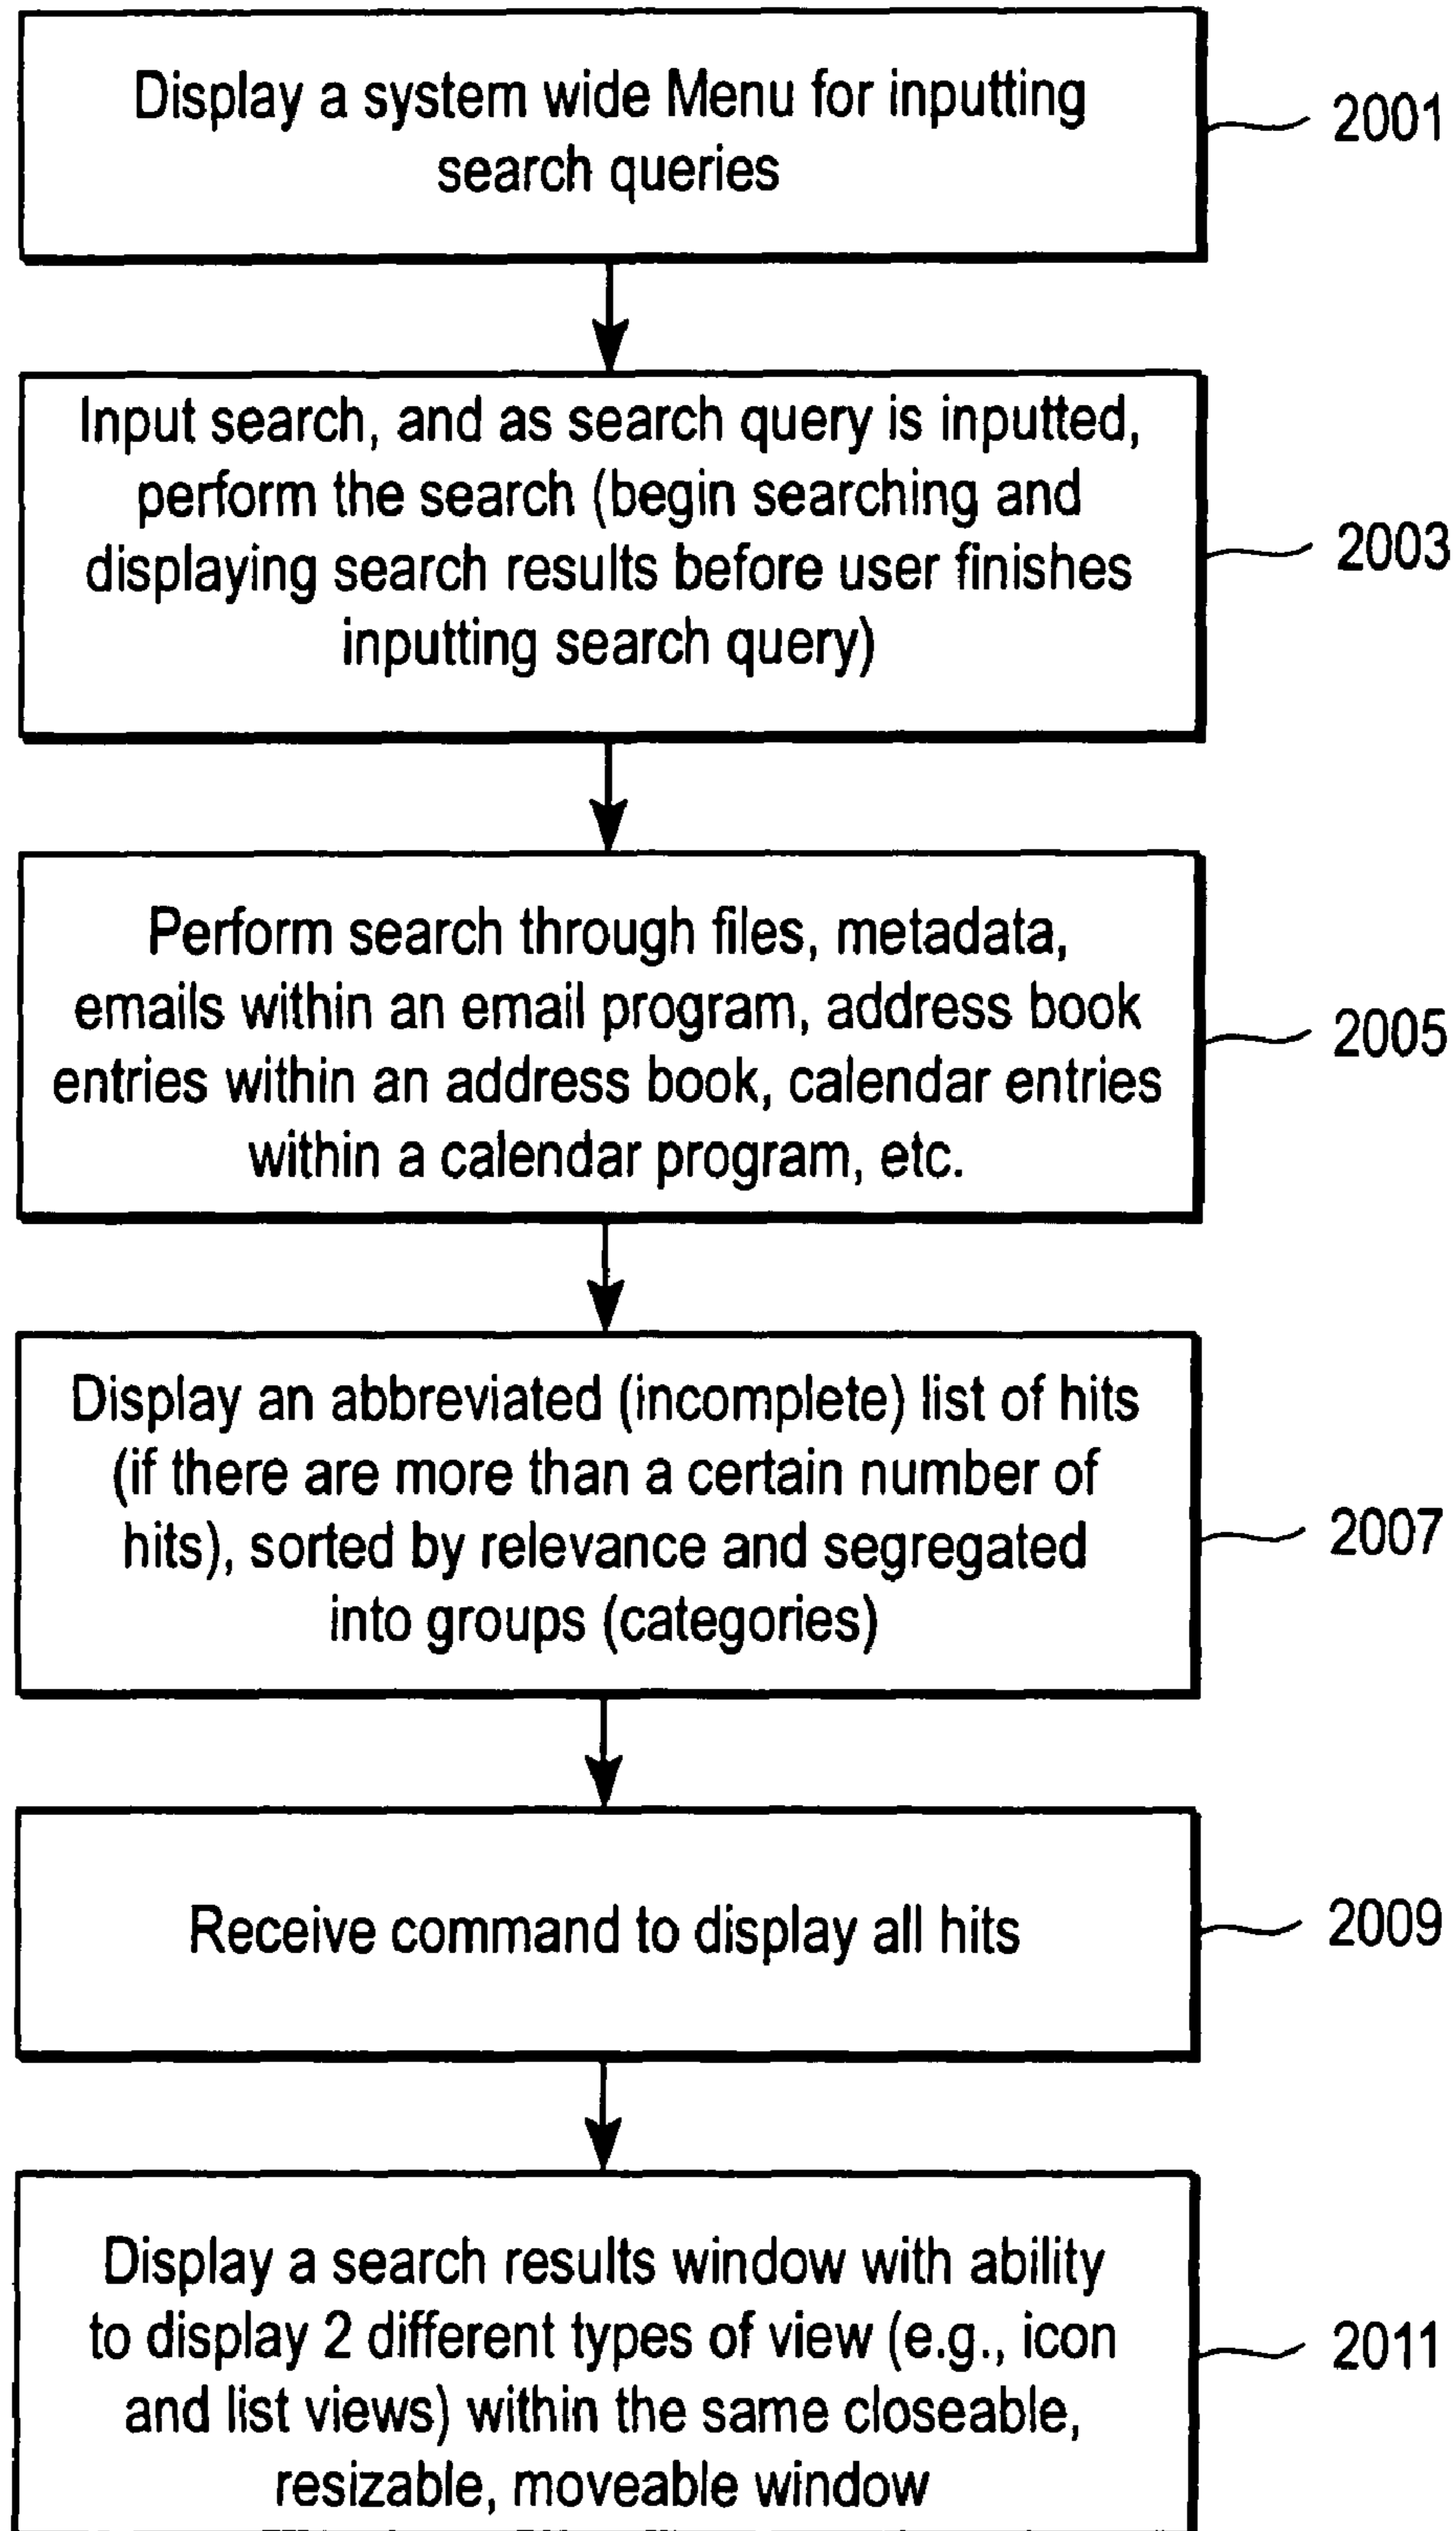 Display a system wide Menu for inputting
search queries
2001
Input search, and as search query is inputted,
perform the search (begin searching and
displaying search results before user finishes
inputting search query)
2003
Perform search through files, metadata,
emails within an email program, address book
entries within an address book, calendar entries
within a calendar program, etc.
2005
Display an abbreviated (incomplete) list of hits
(if there are more than a certain number of
hits), sorted by relevance and segregated
into groups (categories)
2007
Receive command to display all hits
2009
Display a search results window with ability
to display 2 different types of view (e.g., icon
and list views) within the same closeable,
resizable, moveable window
2011